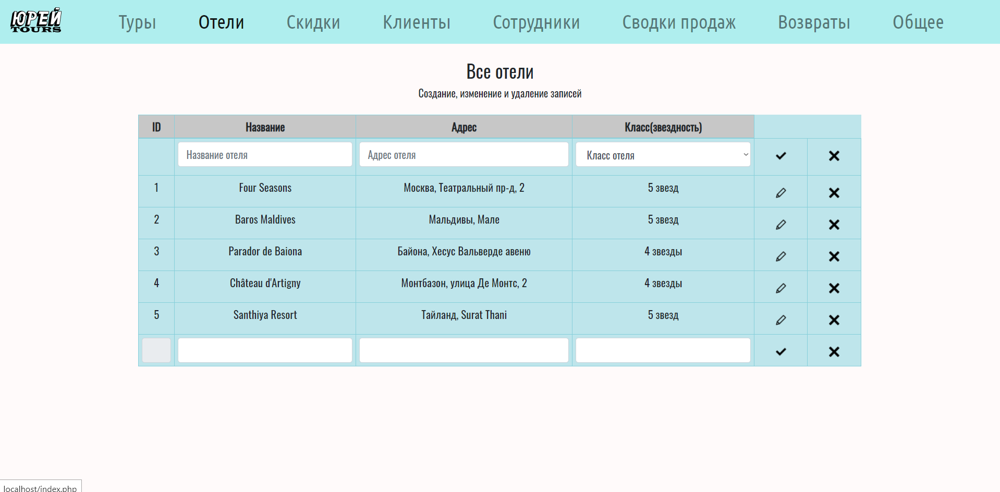 ЮРЕЙ
TOURS
Туры Отели Скидки Клиенты Сотрудники Сводки продаж Возвраты Общее
Все отели
Создание, изменение и удаление записей
ID Название Адрес Класс(звездность)
Название отеля Адрес отеля Класс отеля
1 Four Seasons Москва, Театральный пр-д, 2 5 звезд
2 Baros Maldives Мальдивы, Мале 5 звезд
3 Parador de Baiona Байона, Хесус Вальверде авеню 4 звезды
4 Château d'Artigny Монтбазон, улица Де Монтс, 2 4 звезды
5 Santhiya Resort Тайланд, Surat Thani 5 звезд
localhost/index.php